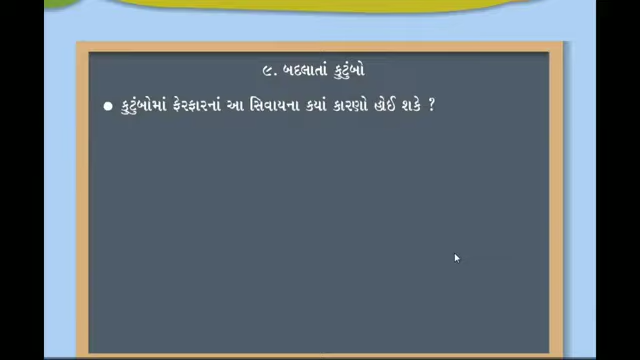 ૯. બદલાતાં કુટુંબો
● કુટુંબોમાં ફેરફારનાં આ સિવાયના કયાં કારણો હોઈ શકે ?